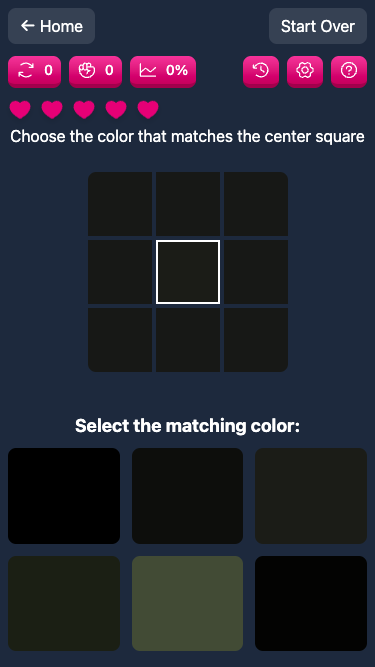 ← Home
Start Over
0
0
0%
Choose the color that matches the center square
Select the matching color: